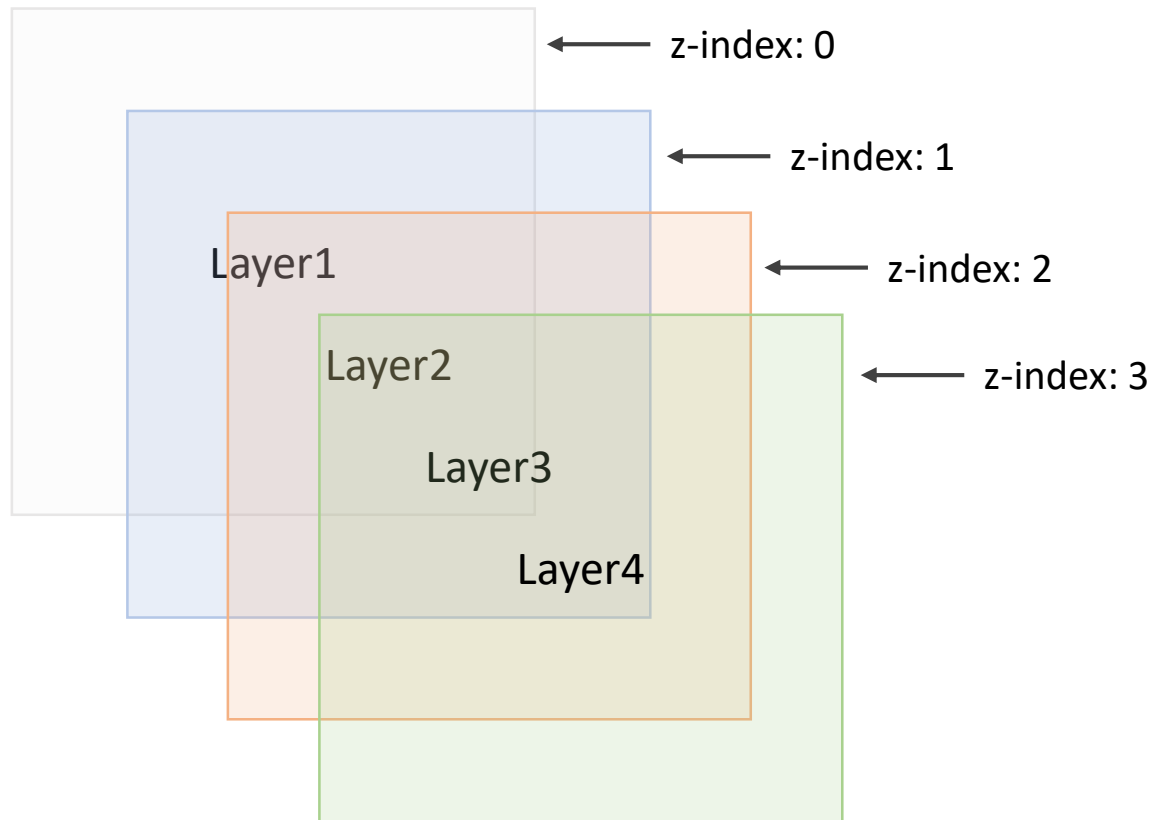 z-index: 0
z-index: 1
Layer1
z-index: 2
Layer2
z-index: 3
Layer3
Layer4